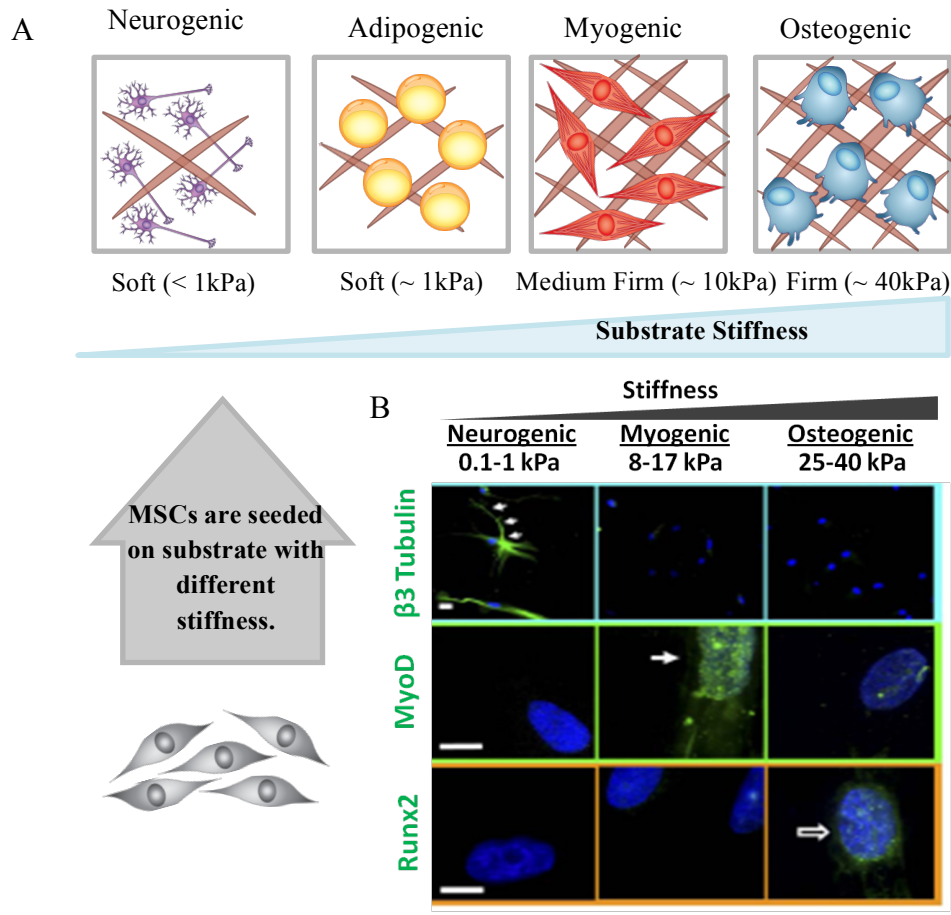 A
Neurogenic
Adipogenic
Myogenic
Osteogenic
Soft (< 1kPa)
Soft (~ 1kPa)
Medium Firm (~ 10kPa)
Firm (~ 40kPa)
Substrate Stiffness
MSCs are seeded
on substrate with
different
stiffness.
B
Stiffness
Neurogenic
0.1-1 kPa
Myogenic
8-17 kPa
Osteogenic
25-40 kPa
β3 Tubulin
MyoD
Runx2